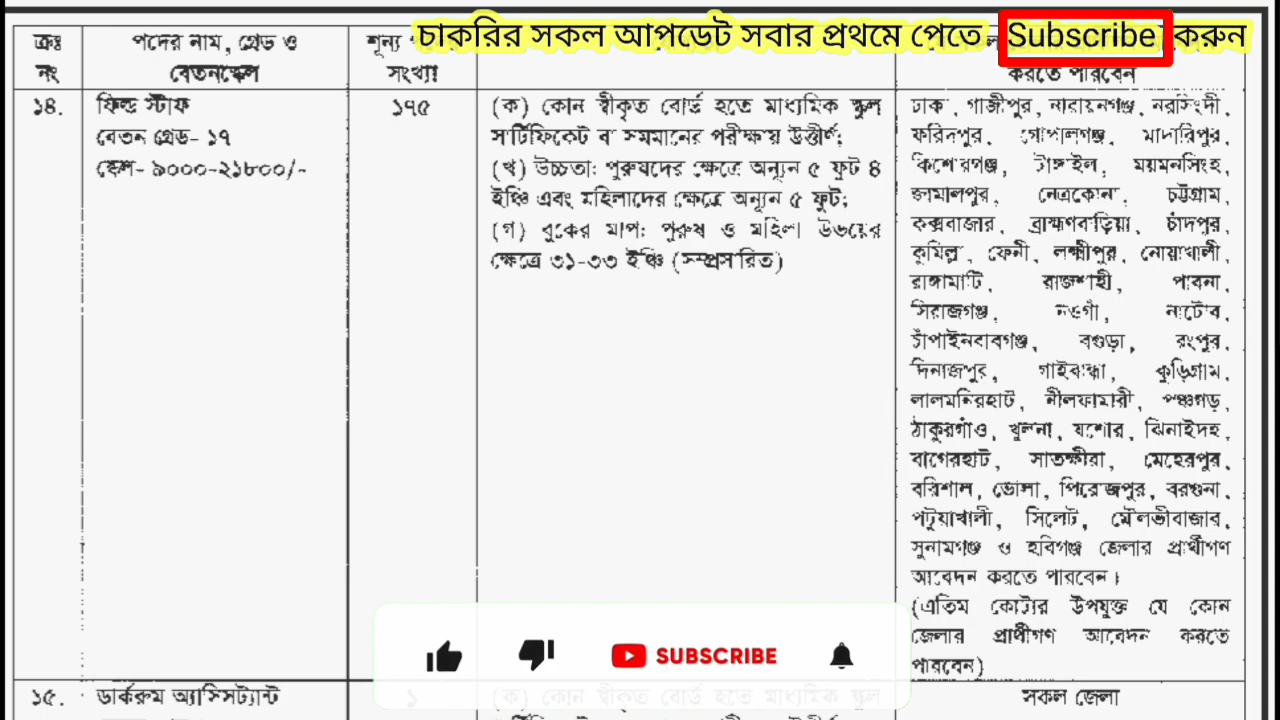 চাকরির সকল আপডেট সবার প্রথমে পেতে Subscribe করুন
ক্রঃ নং
পদের নাম, গ্রেড ও বেতনস্কেল
শূন্য
সংখ্যা
করতে পারবেন
১৪.
ফিল্ড স্টাফ
বেতন গ্রেড- ১৭
স্কেল- ৯০০০-২১৮০০/-
১৭৫
(ক) কোন স্বীকৃত বোর্ড হতে মাধ্যমিক স্কুল
সার্টিফিকেট বা সমমানের পরীক্ষায় উত্তীর্ণ;
(খ) উচ্চতা: পুরুষদের ক্ষেত্রে অন্যূন ৫ ফুট ৪
ইঞ্চি এবং মহিলাদের ক্ষেত্রে অন্যূন ৫ ফুট;
(গ) বুকের মাপ: পুরুষ ও মহিলা উভয়ের
ক্ষেত্রে ৩১-৩৩ ইঞ্চি (সম্প্রসারিত)
ঢাকা, গাজীপুর, নারায়নগঞ্জ, নরসিংদী,
ফরিদপুর, গোপালগঞ্জ, মাদারিপুর,
কিশোরগঞ্জ, টাঙ্গাইল, ময়মনসিংহ,
জামালপুর, নেত্রকোনা, চট্টগ্রাম,
কক্সবাজার, ব্রাহ্মণবাড়িয়া, চাঁদপুর,
কুমিল্লা, ফেনী, লক্ষ্মীপুর, নোয়াখালী,
রাঙ্গামাটি, রাজশাহী, পাবনা,
সিরাজগঞ্জ, নওগাঁ, নাটোর,
চাঁপাইনবাবগঞ্জ, বগুড়া, রংপুর,
দিনাজপুর, গাইবান্ধা, কুড়িগ্রাম,
লালমনিরহাট, নীলফামারী, পঞ্চগড়,
ঠাকুরগাঁও, খুলনা, যশোর, ঝিনাইদহ,
বাগেরহাট, সাতক্ষীরা, মেহেরপুর,
বরিশাল, ভোলা, পিরোজপুর, বরগুনা,
পটুয়াখালী, সিলেট, মৌলভীবাজার,
সুনামগঞ্জ ও হবিগঞ্জ জেলার প্রার্থীগণ
আবেদন করতে পারবেন।
(এতিম কোটার উপযুক্ত যে কোন
জেলার প্রার্থীগণ আবেদন করতে
পারবেন)
SUBSCRIBE
১৫.
ডার্করুম অ্যাসিসট্যান্ট
১
(ক) কোন স্বীকৃত বোর্ড হতে মাধ্যমিক স্কুল
সকল জেলা